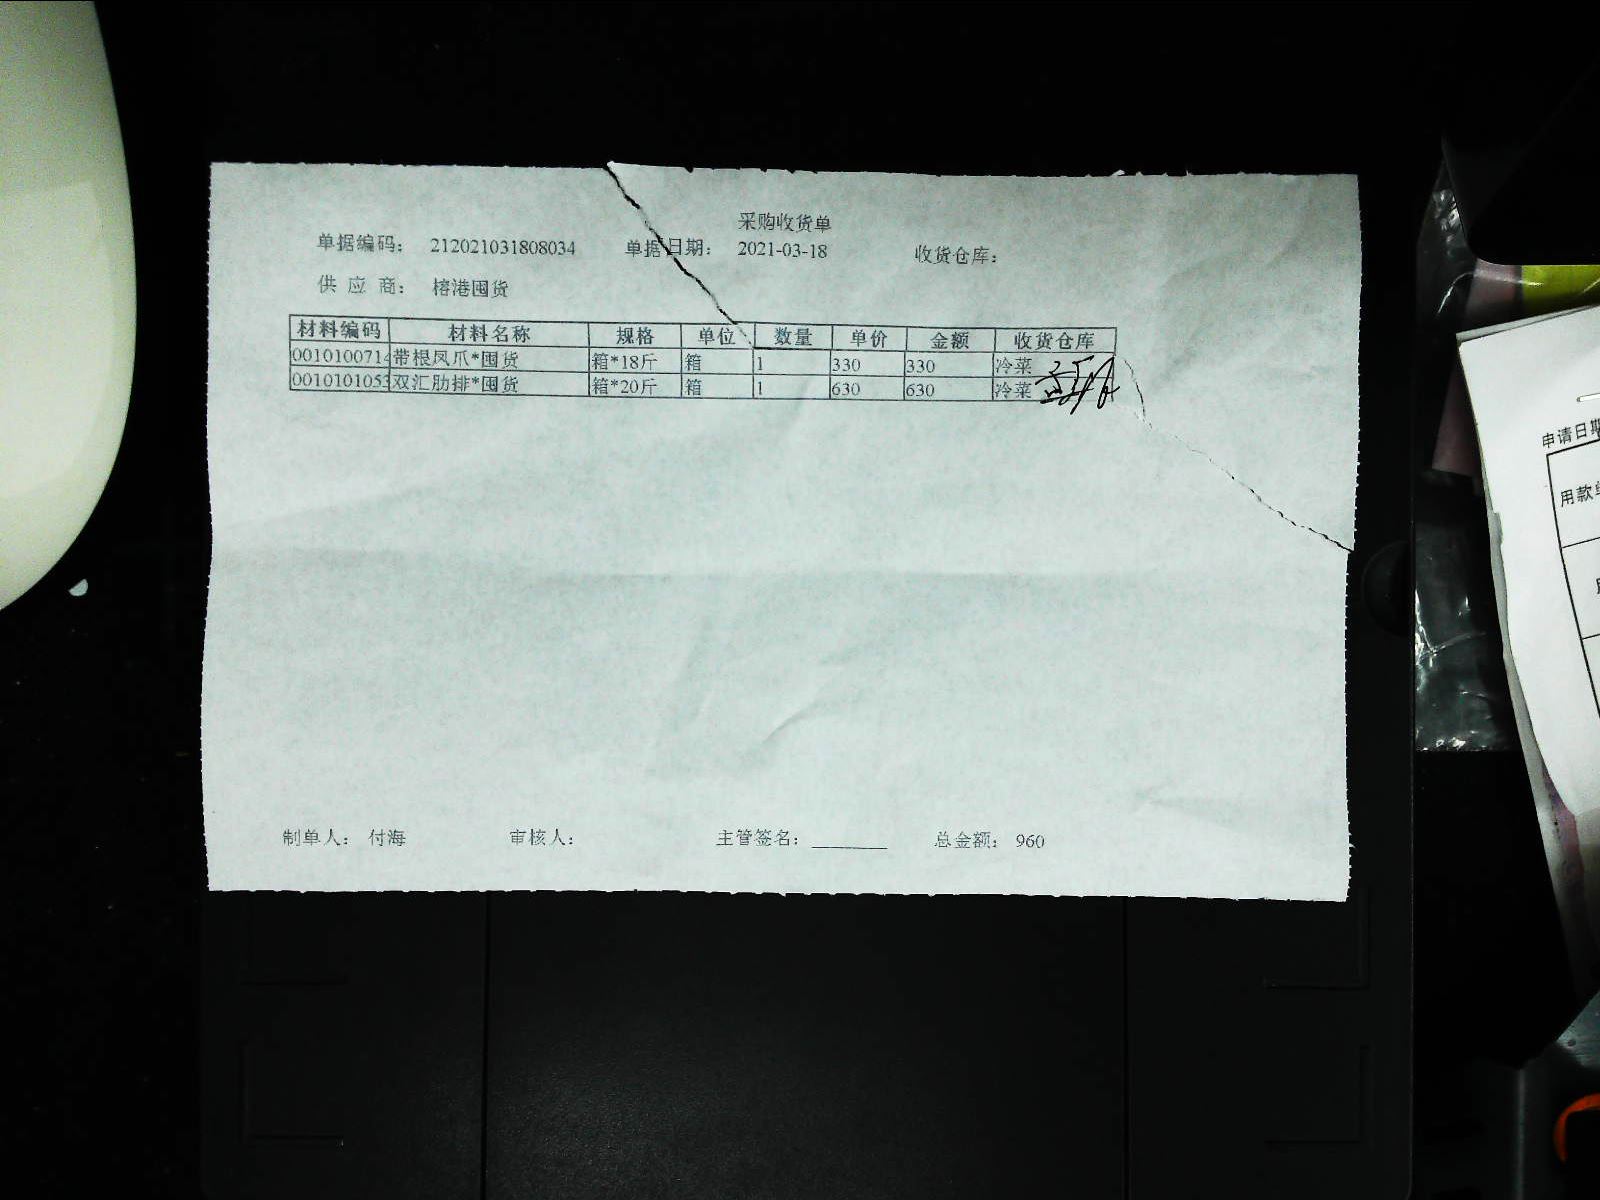 采购收货单
单据编码： 212021031808034 单据日期： 2021-03-18 收货仓库：
供 应 商： 榕港囤货
材料编码 材料名称 规格 单位 数量 单价 金额 收货仓库
0010100714 带根凤爪*囤货 箱*18斤 箱 1 330 330 冷菜
0010101053 双汇肋排*囤货 箱*20斤 箱 1 630 630 冷菜
制单人： 付海 审核人： 主管签名： 总金额： 960
申请日期
用款单